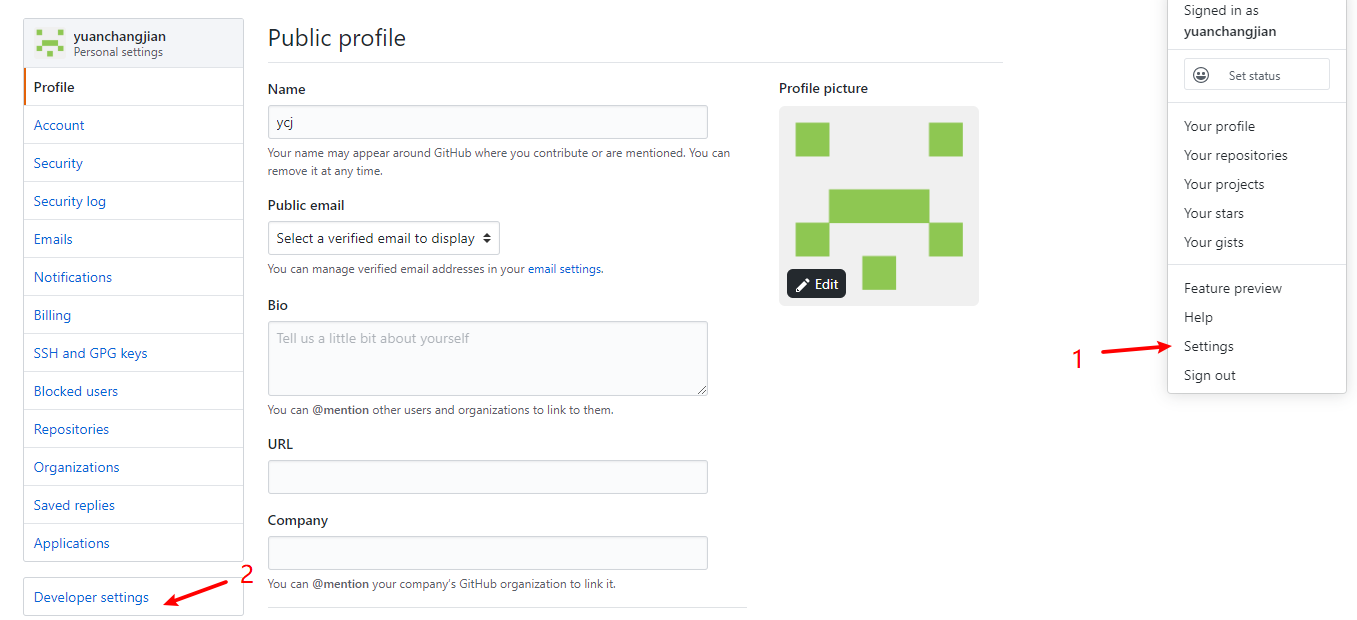 yuanchangjian
Personal settings
Profile
Account
Security
Security log
Emails
Notifications
Billing
SSH and GPG keys
Blocked users
Repositories
Organizations
Saved replies
Applications
Developer settings
2
Public profile
Name
ycj
Your name may appear around GitHub where you contribute or are mentioned. You can
remove it at any time.
Public email
Select a verified email to display
You can manage verified email addresses in your email settings.
Bio
Tell us a little bit about yourself
You can @mention other users and organizations to link to them.
URL
Company
You can @mention your company's GitHub organization to link it.
Profile picture
Edit
Signed in as
yuanchangjian
Set status
Your profile
Your repositories
Your projects
Your stars
Your gists
Feature preview
Help
1
Settings
Sign out